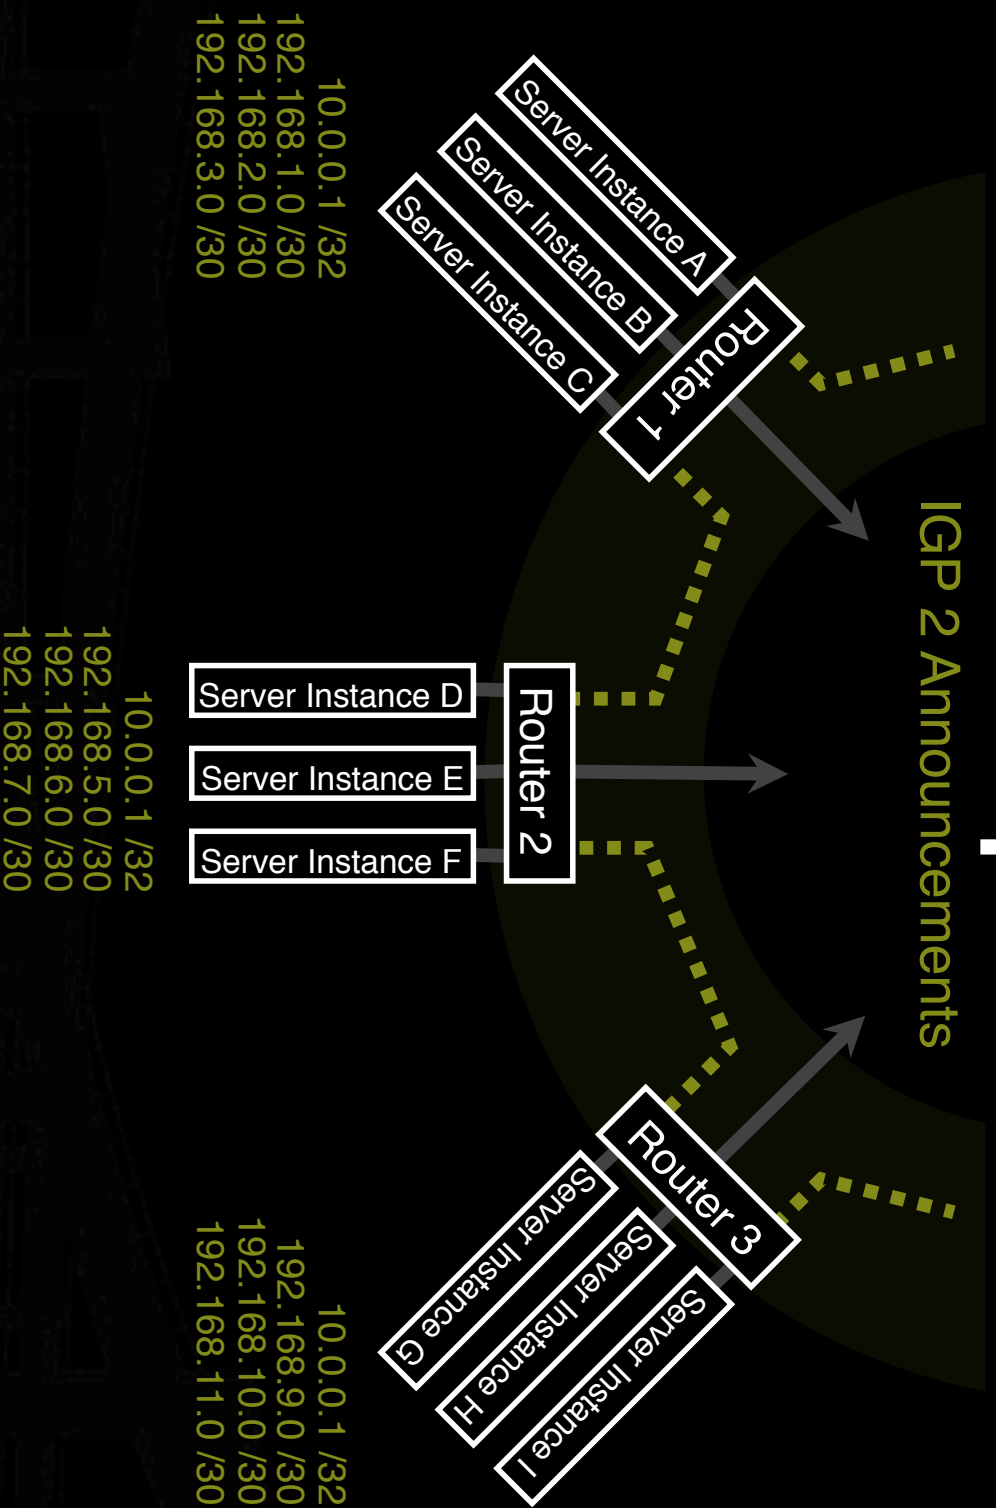 IGP 2 Announcements
Router 1
Server Instance A
Server Instance B
Server Instance C
10.0.0.1 /32
192.168.1.0 /30
192.168.2.0 /30
192.168.3.0 /30
Router 2
Server Instance D
Server Instance E
Server Instance F
10.0.0.1 /32
192.168.5.0 /30
192.168.6.0 /30
192.168.7.0 /30
Router 3
Server Instance G
Server Instance H
Server Instance I
10.0.0.1 /32
192.168.9.0 /30
192.168.10.0 /30
192.168.11.0 /30